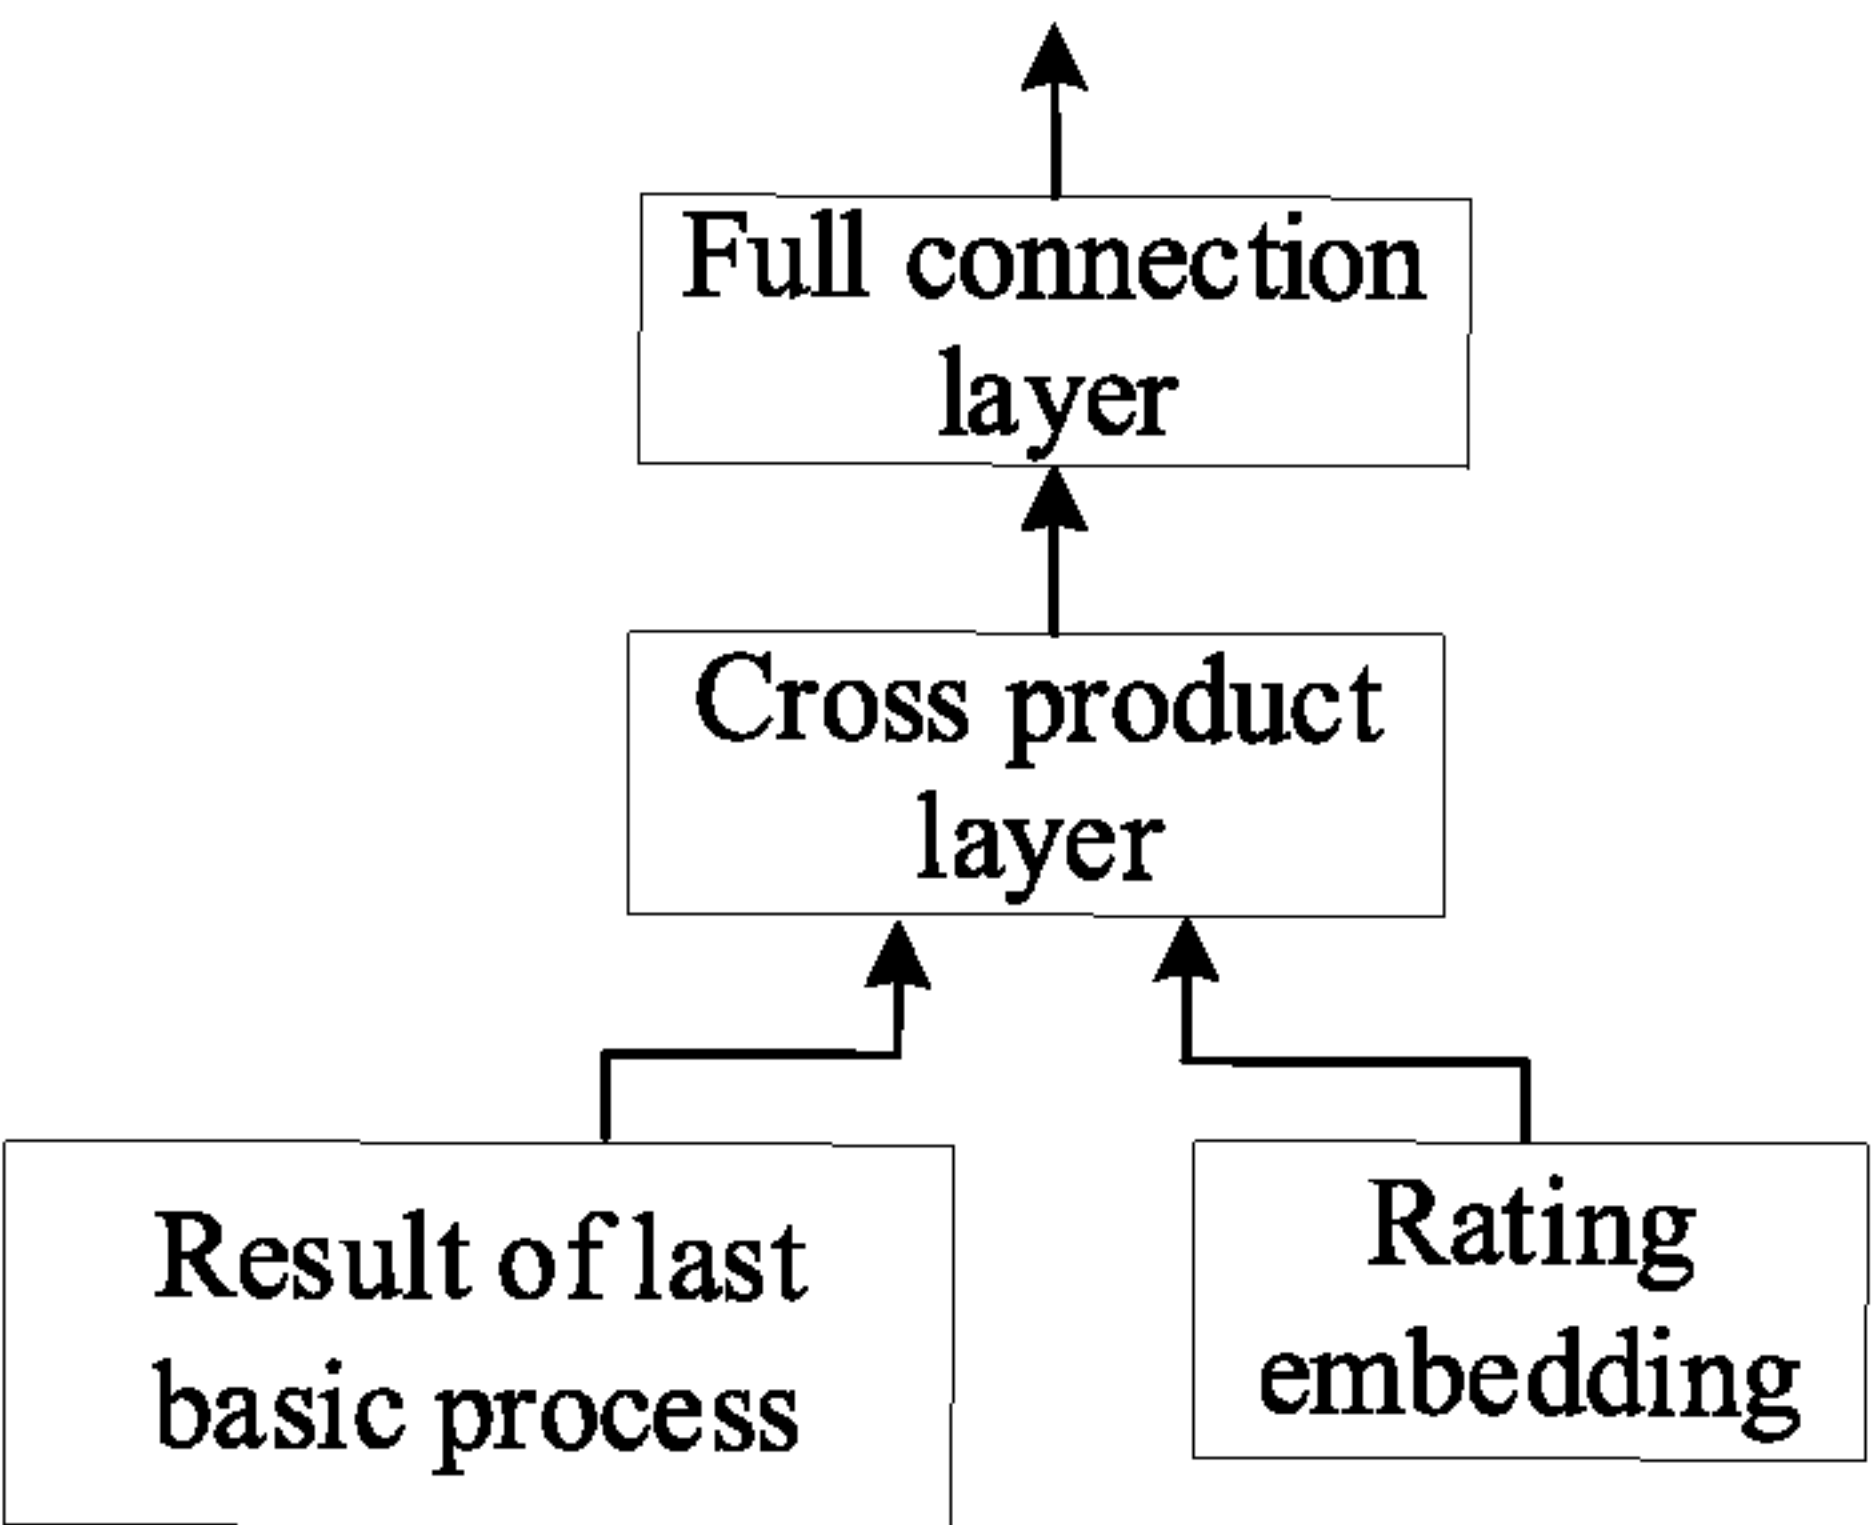 Full connection
layer
Cross product
layer
Result of last
basic process
Rating
embedding